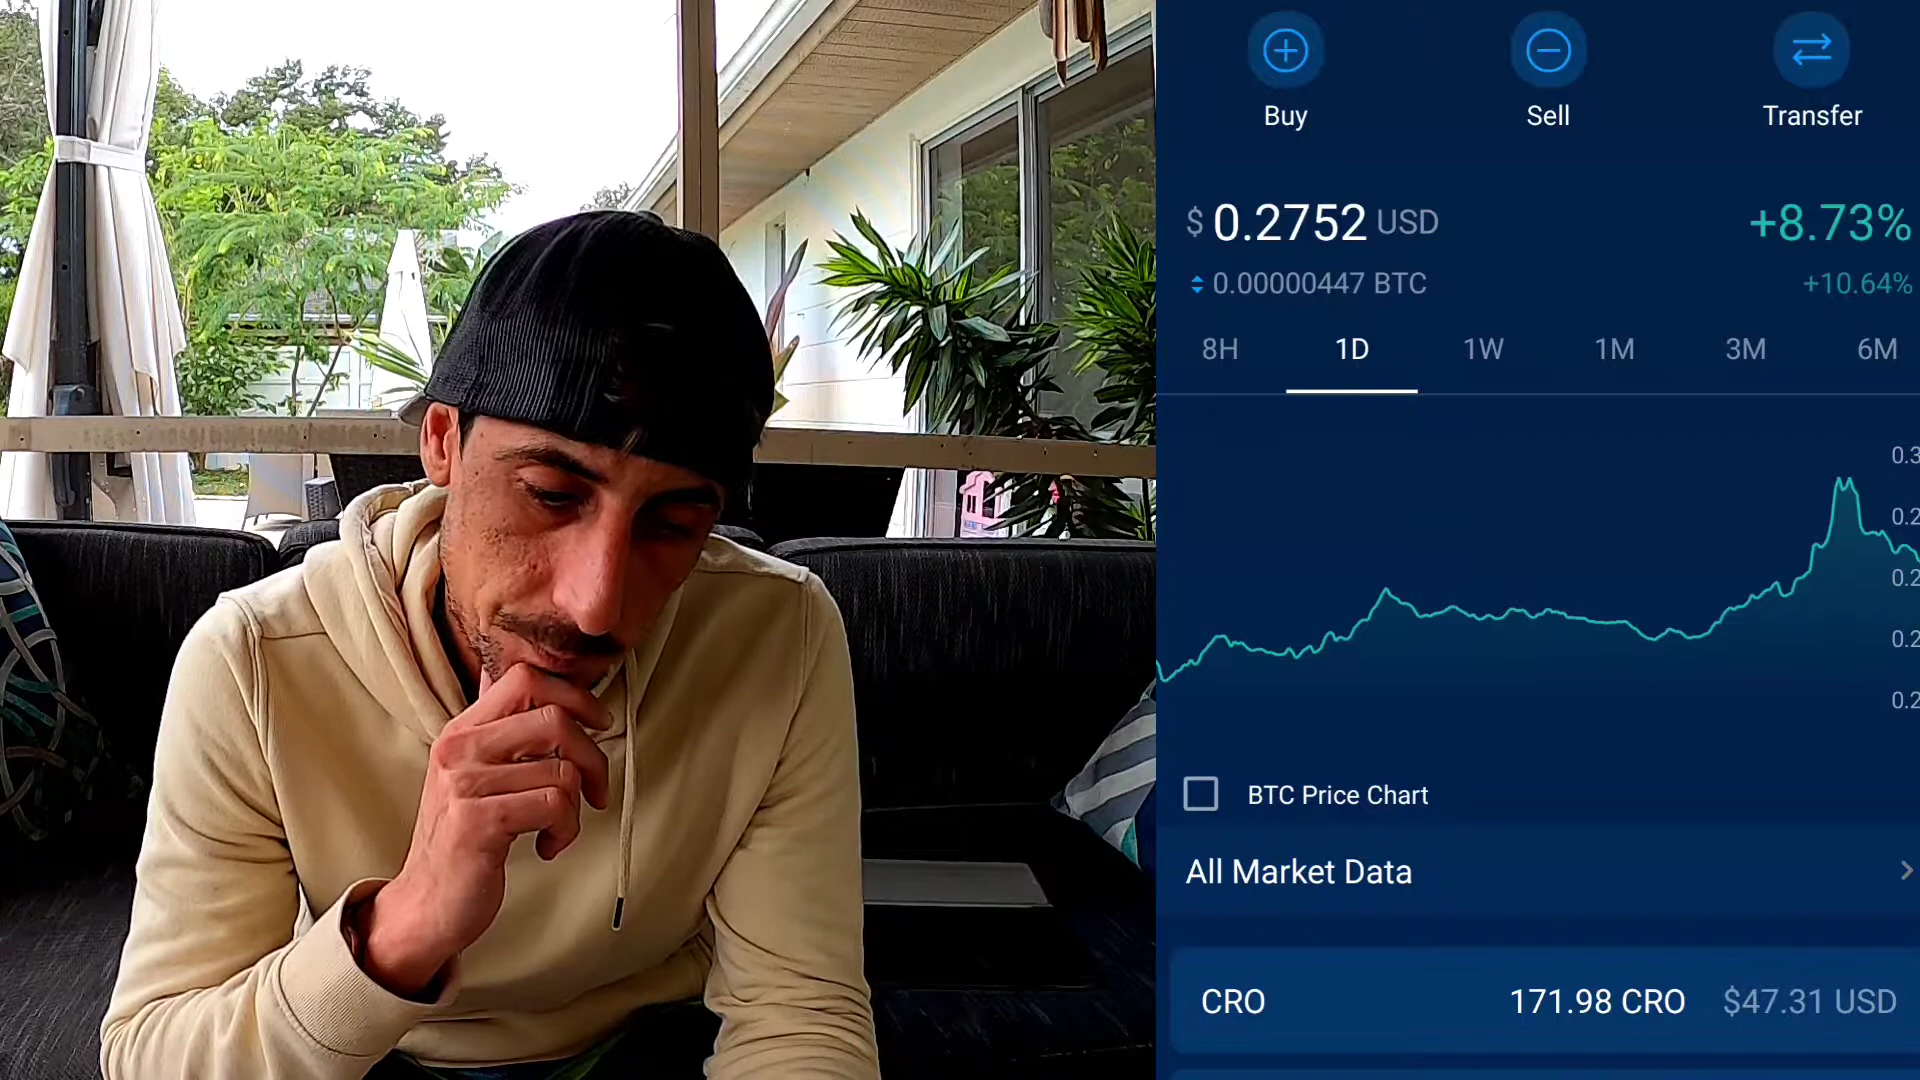 Buy Sell Transfer
$ 0.2752 USD +8.73%
0.00000447 BTC +10.64%
8H 1D 1W 1M 3M 6M
0.3
0.2
0.2
0.2
0.2
BTC Price Chart
All Market Data
CRO 171.98 CRO $47.31 USD